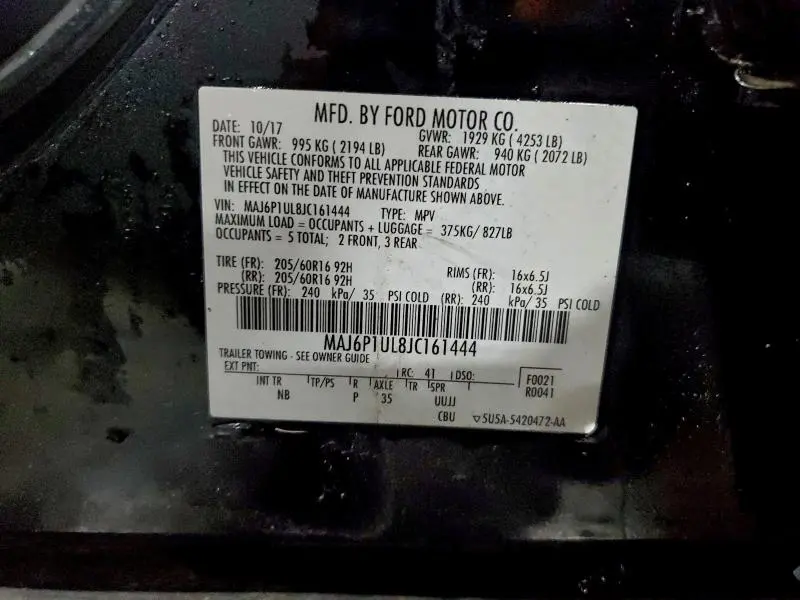 MFD. BY FORD MOTOR CO.
DATE: 10/17 GVWR: 1929 KG ( 4253 LB)
FRONT GAWR: 995 KG ( 2194 LB) REAR GAWR: 940 KG ( 2072 LB)
THIS VEHICLE CONFORMS TO ALL APPLICABLE FEDERAL MOTOR
VEHICLE SAFETY AND THEFT PREVENTION STANDARDS
IN EFFECT ON THE DATE OF MANUFACTURE SHOWN ABOVE.
VIN: MAJ6P1UL8JC161444 TYPE: MPV
MAXIMUM LOAD = OCCUPANTS + LUGGAGE = 375KG/ 827LB
OCCUPANTS = 5 TOTAL; 2 FRONT, 3 REAR
TIRE (FR): 205/60R16 92H RIMS (FR): 16x6.5J
(RR): 205/60R16 92H (RR): 16x6.5J
PRESSURE (FR): 240 kPa/ 35 PSI COLD (RR): 240 kPa/ 35 PSI COLD
MAJ6P1UL8JC161444
TRAILER TOWING - SEE OWNER GUIDE
EXT PNT: RC: 41 DSO: F0021
INT TR TP/PS R AXLE TR SPR R0041
NB P 35 UUJJ
CBU 5U5A-5420472-AA